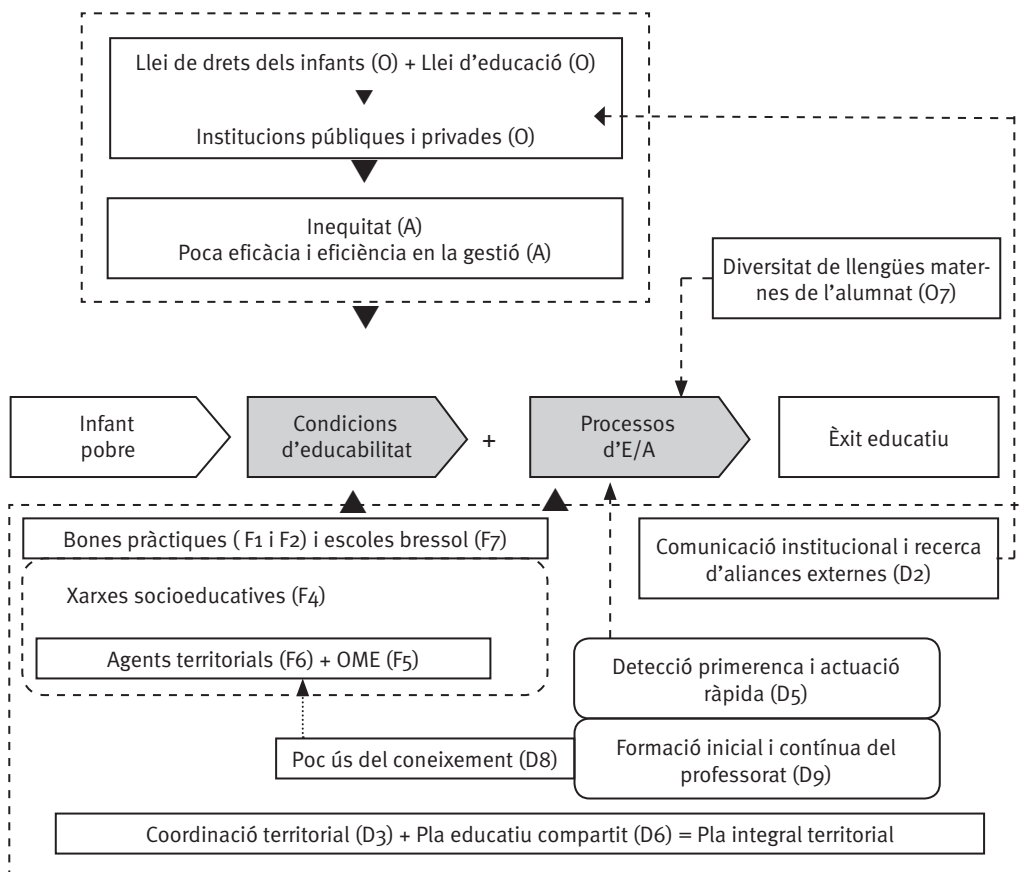 Llei de drets dels infants (O) + Llei d’educació (O)
Institucions públiques i privades (O)
Inequitat (A)
Poca eficàcia i eficiència en la gestió (A)
Diversitat de llengües mater-
nes de l’alumnat (O7)
Infant
pobre
Condicions
d’educabilitat
+
Processos
d’E/A
Èxit educatiu
Bones pràctiques ( F1 i F2) i escoles bressol (F7)
Comunicació institucional i recerca
d’aliances externes (D2)
Xarxes socioeducatives (F4)
Agents territorials (F6) + OME (F5)
Detecció primerenca i actuació
ràpida (D5)
Poc ús del coneixement (D8)
Formació inicial i contínua del
professorat (D9)
Coordinació territorial (D3) + Pla educatiu compartit (D6) = Pla integral territorial